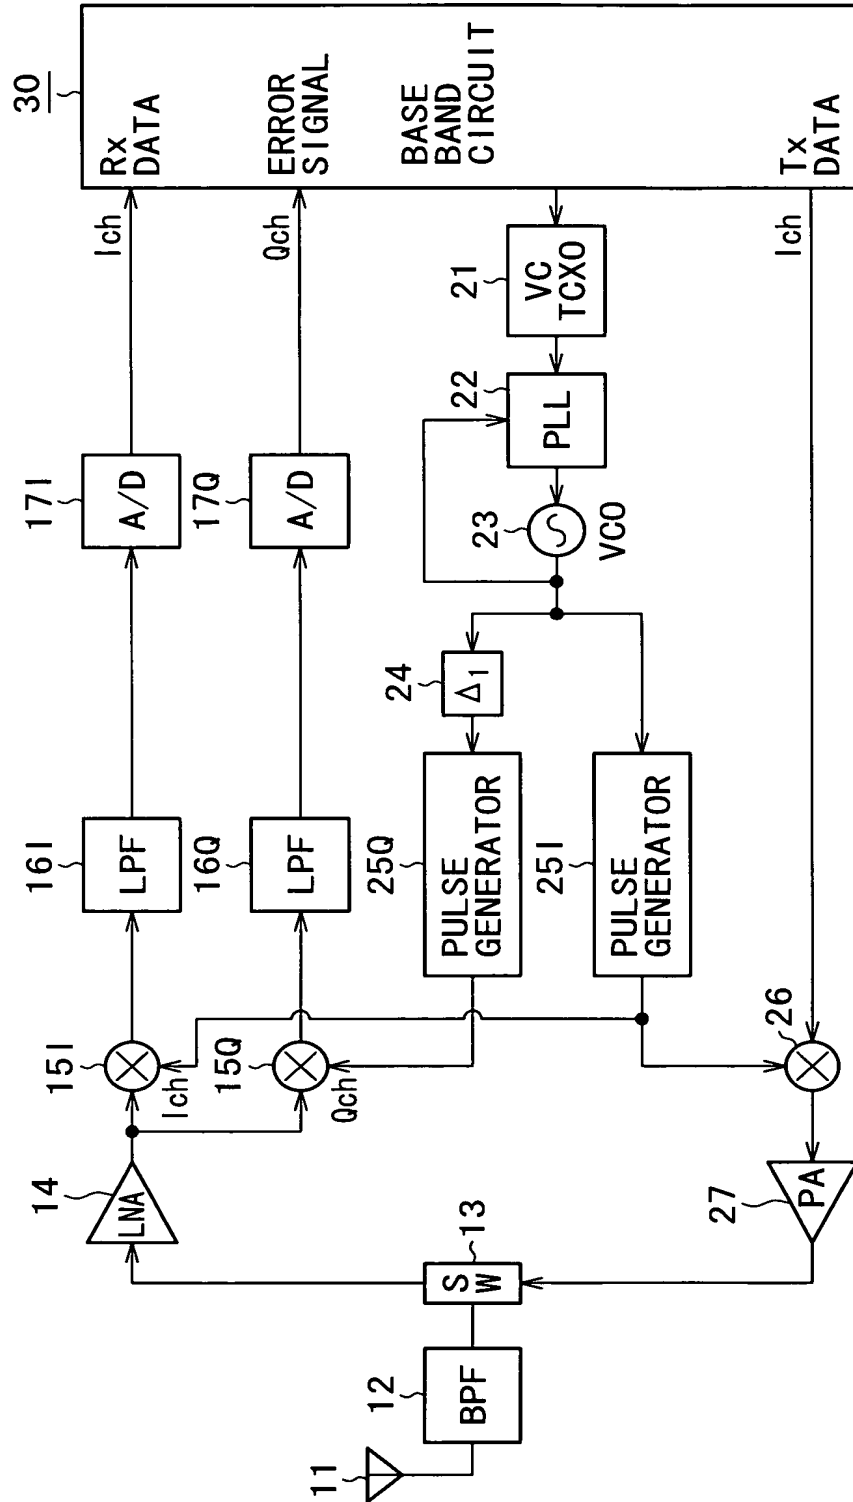 30
Rx
DATA
ERROR
SIGNAL
BASE
BAND
CIRCUIT
Tx
DATA
Ich
Qch
Ich
17I
A/D
17Q
A/D
21
VC
TCXO
22
PLL
23
VCO
24
Δ1
16I
LPF
16Q
LPF
25Q
PULSE
GENERATOR
25I
PULSE
GENERATOR
15I
Ich
15Q
Qch
26
14
LNA
13
SW
27
PA
12
BPF
11